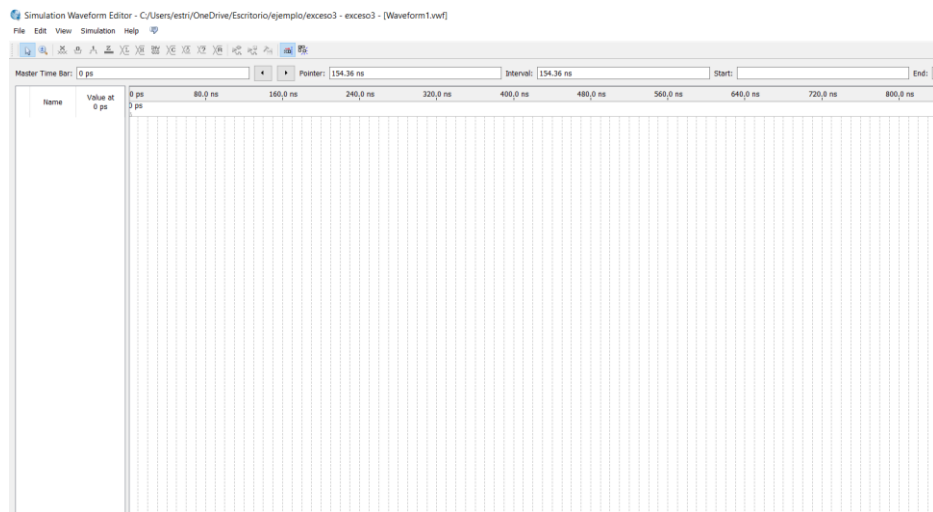 Simulation Waveform Editor - C:/Users/estri/OneDrive/Escritorio/ejemplo/exceso3 - exceso3 - [Waveform1.vwf]
File Edit View Simulation Help
Master Time Bar: 0 ps Pointer: 154.36 ns Interval: 154.36 ns Start: End:
Name Value at 0 ps
0 ps 80,0 ns 160,0 ns 240,0 ns 320,0 ns 400,0 ns 480,0 ns 560,0 ns 640,0 ns 720,0 ns 800,0 ns
0 ps